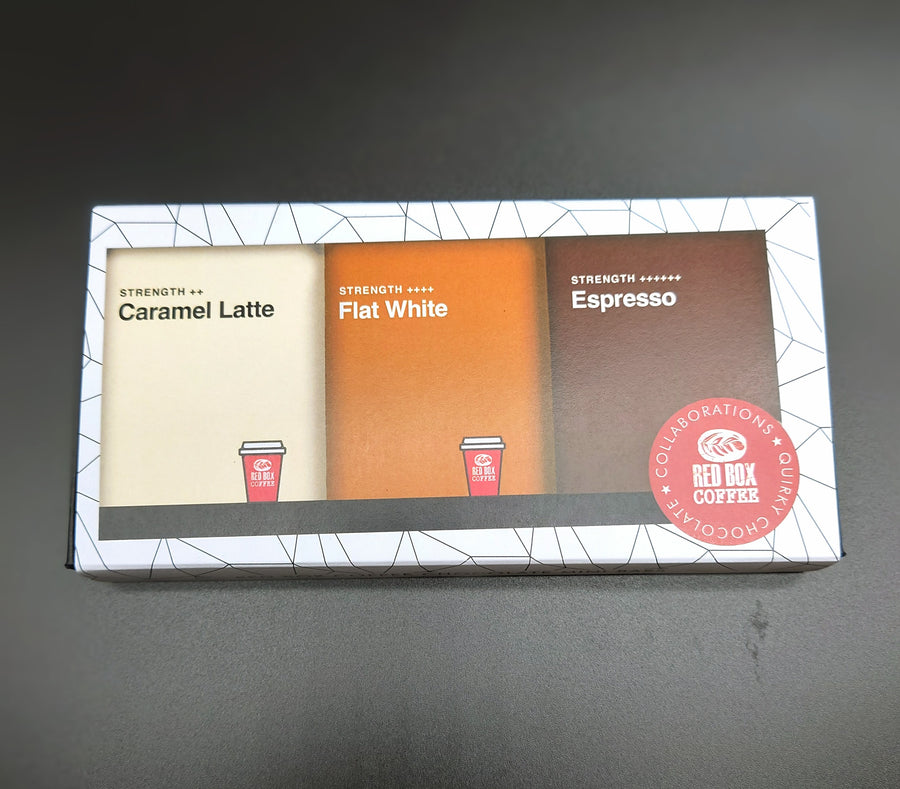 STRENGTH ++
Caramel Latte
STRENGTH ++++
Flat White
STRENGTH ++++++
Espresso
RED BOX
COFFEE
RED BOX
COFFEE
COLLABORATIONS
RED BOX
COFFEE
QUIRKY CHOCOLATE